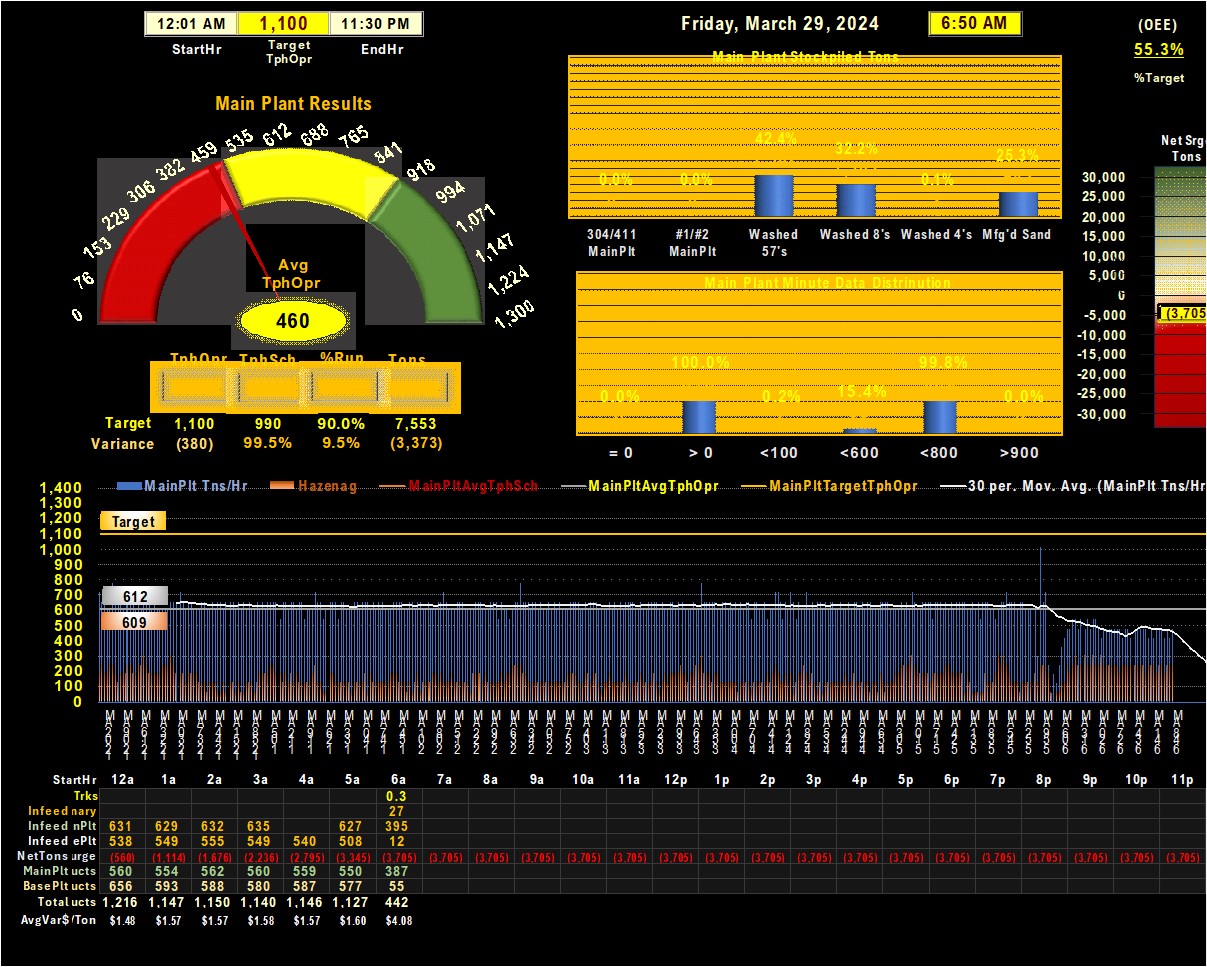 12:01 AM 1,100 11:30 PM
StartHr Target TphOpr EndHr
Friday, March 29, 2024 6:50 AM
(OEE)
55.3%
%Target
Main Plant Results
0 76 153 229 306 382 459 535 612 688 765 841 918 994 1,071 1,147 1,224 1,300
Avg
TphOpr
460
TphOpr TphSch %Run Tons
Target 1,100 990 90.0% 7,553
Variance (380) 99.5% 9.5% (3,373)
Main Plant Stockpiled Tons
0.0% 0.0% 42.4% 32.2% 0.1% 25.3%
304/411 #1/#2 Washed Washed 8's Washed 4's Mfg'd Sand
MainPlt MainPlt 57's
Main Plant Minute Data Distribution
0.0% 100.0% 0.2% 15.4% 99.8% 0.0%
= 0 > 0 <100 <600 <800 >900
Net Srg
Tons
30,000
25,000
20,000
15,000
10,000
5,000
0
-5,000
(3,705
-10,000
-15,000
-20,000
-25,000
-30,000
MainPlt Tns/Hr Hazenag MainPltAvgTphSch MainPltAvgTphOpr MainPltTargetTphOpr 30 per. Mov. Avg. (MainPlt Tns/Hr
1,400
1,300
1,200
Target
1,100
1,000
900
800
700
612
600
609
500
400
300
200
100
0
StartHr 12a 1a 2a 3a 4a 5a 6a 7a 8a 9a 10a 11a 12p 1p 2p 3p 4p 5p 6p 7p 8p 9p 10p 11p
Trks 0.3
Infeed nary 27
Infeed nPlt 631 629 632 635 627 395
Infeed ePlt 538 549 555 549 540 508 12
NetTons urge (560) (1,114) (1,676) (2,236) (2,795) (3,345) (3,705) (3,705) (3,705) (3,705) (3,705) (3,705) (3,705) (3,705) (3,705) (3,705) (3,705) (3,705) (3,705) (3,705) (3,705) (3,705) (3,705) (3,705)
MainPlt ucts 560 554 562 560 559 550 387
BasePlt ucts 656 593 588 580 587 577 55
Total ucts 1,216 1,147 1,150 1,140 1,146 1,127 442
AvgVar$/Ton $1.48 $1.57 $1.57 $1.58 $1.57 $1.60 $4.08